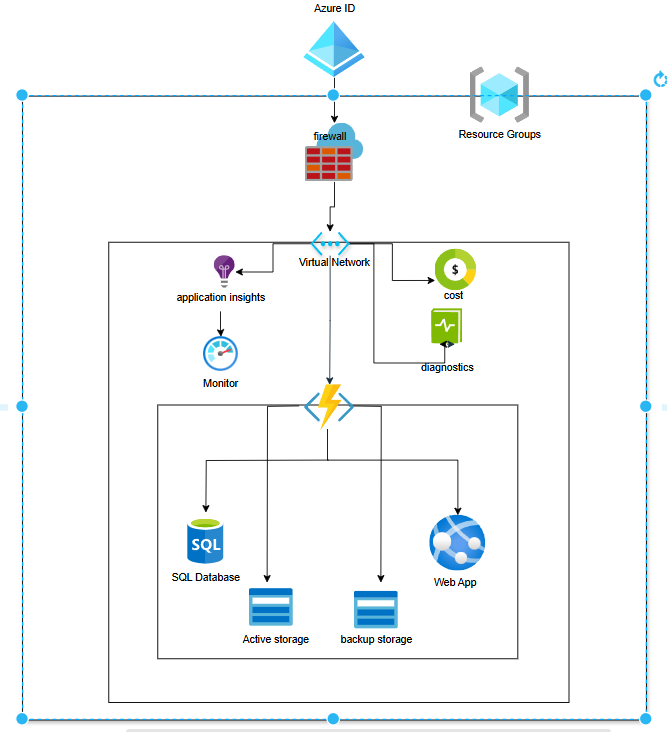 Azure ID
Resource Groups
firewall
Virtual Network
application insights
$
cost
Monitor
diagnostics
SQL
SQL Database
Web App
Active storage
backup storage